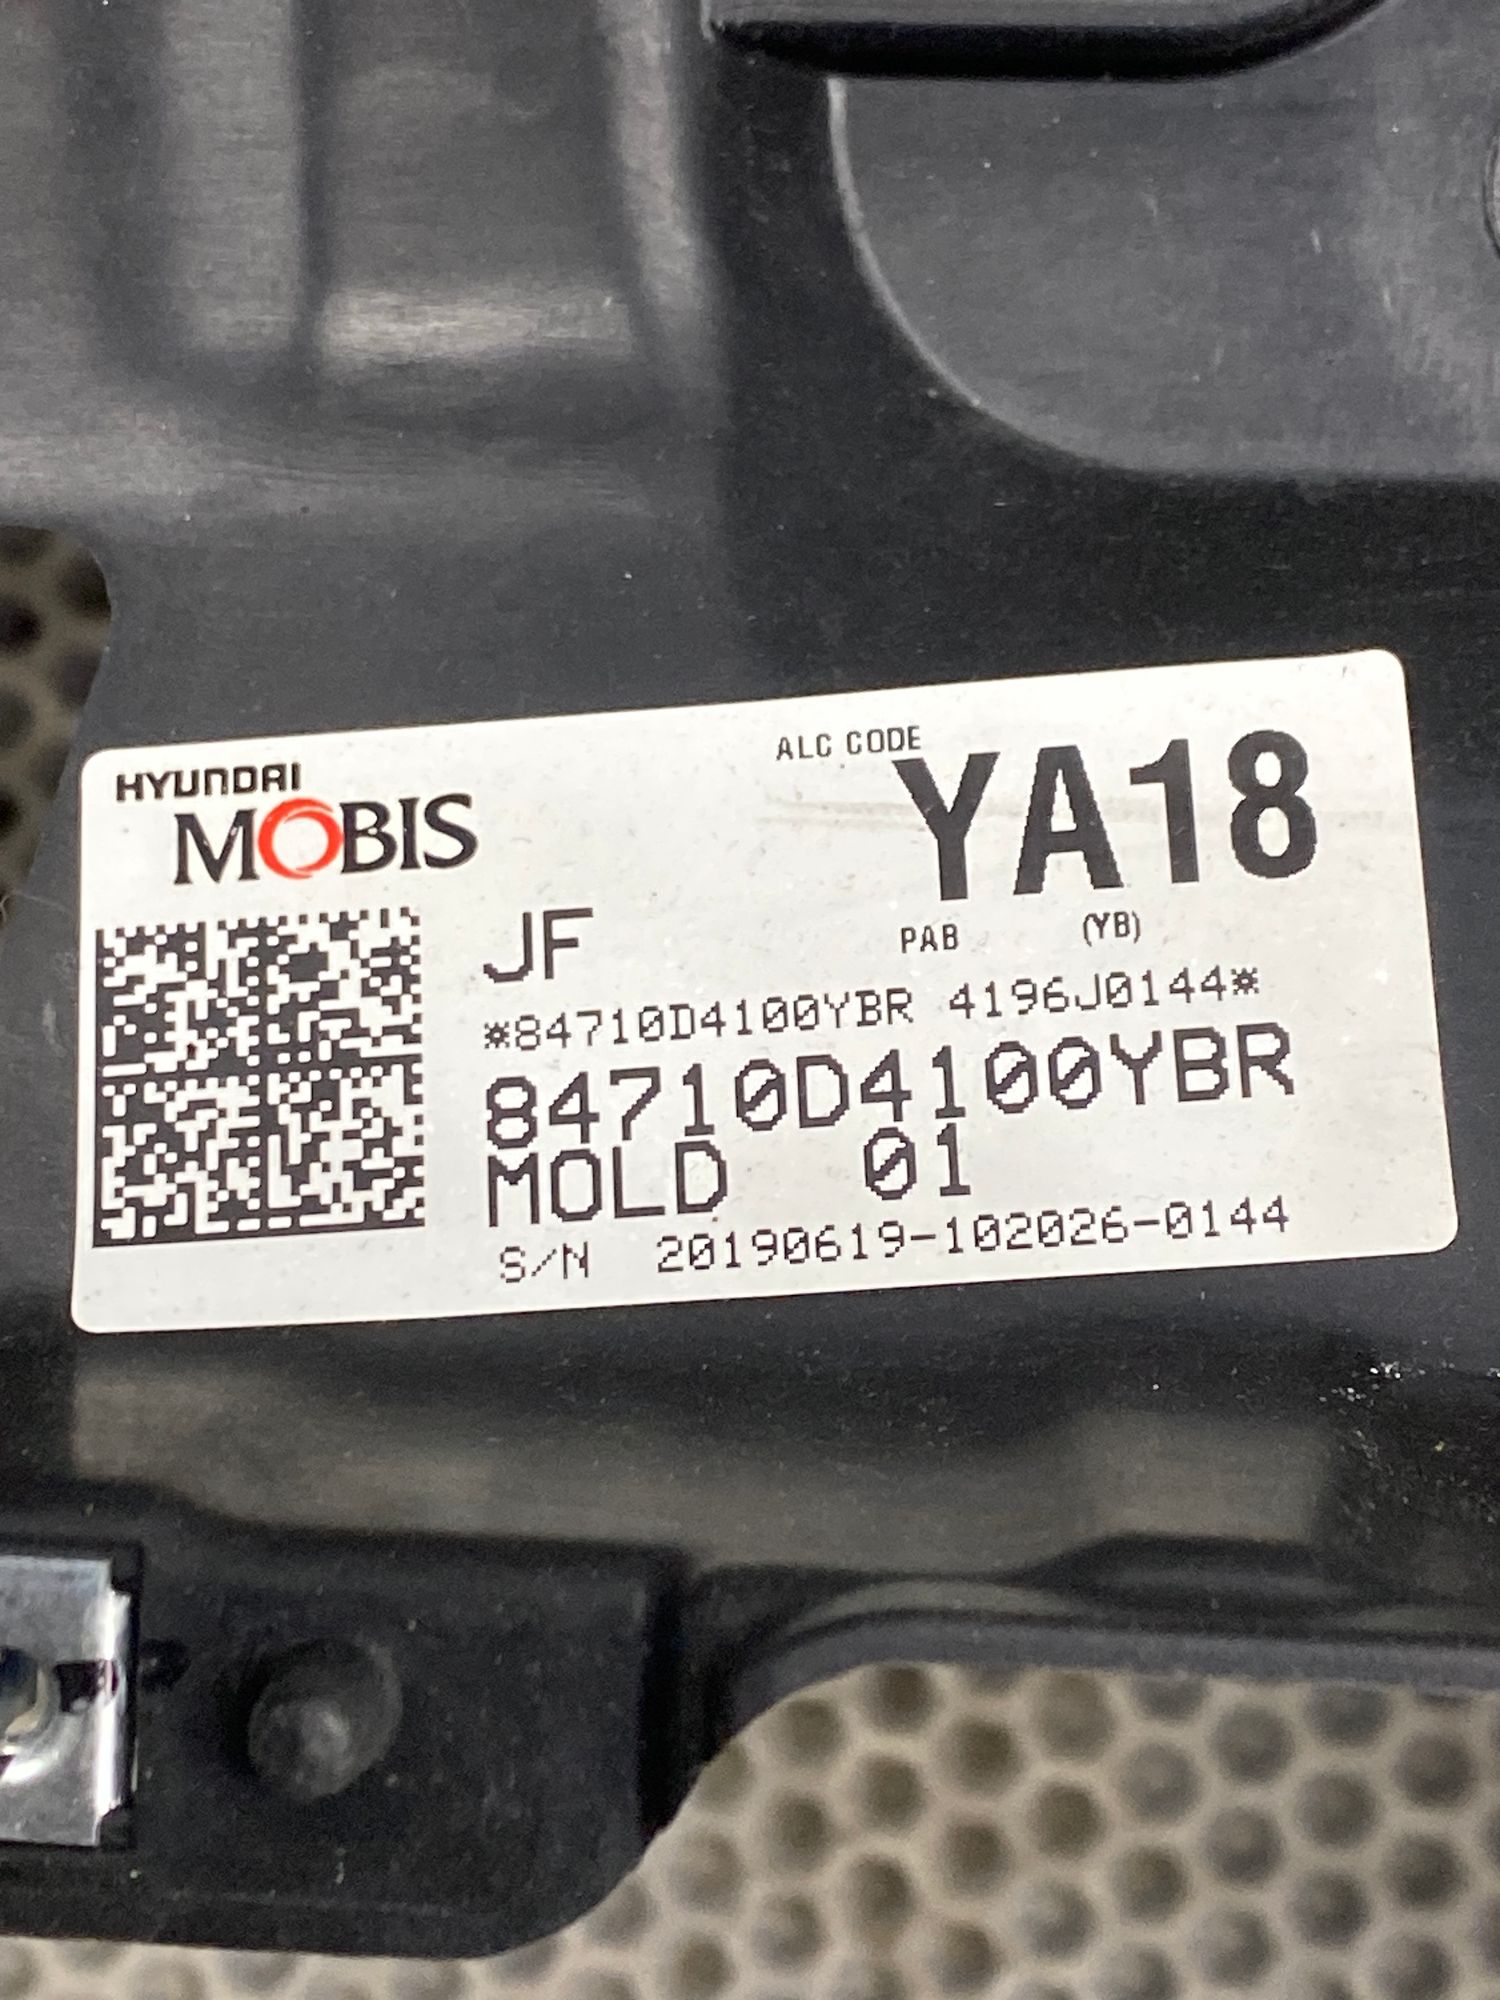 HYUNDAI
MOBIS
ALC CODE
YA18
JF
PAB (YB)
*84710D4100YBR 4196J0144*
84710D4100YBR
MOLD 01
S/N 20190619-102026-0144